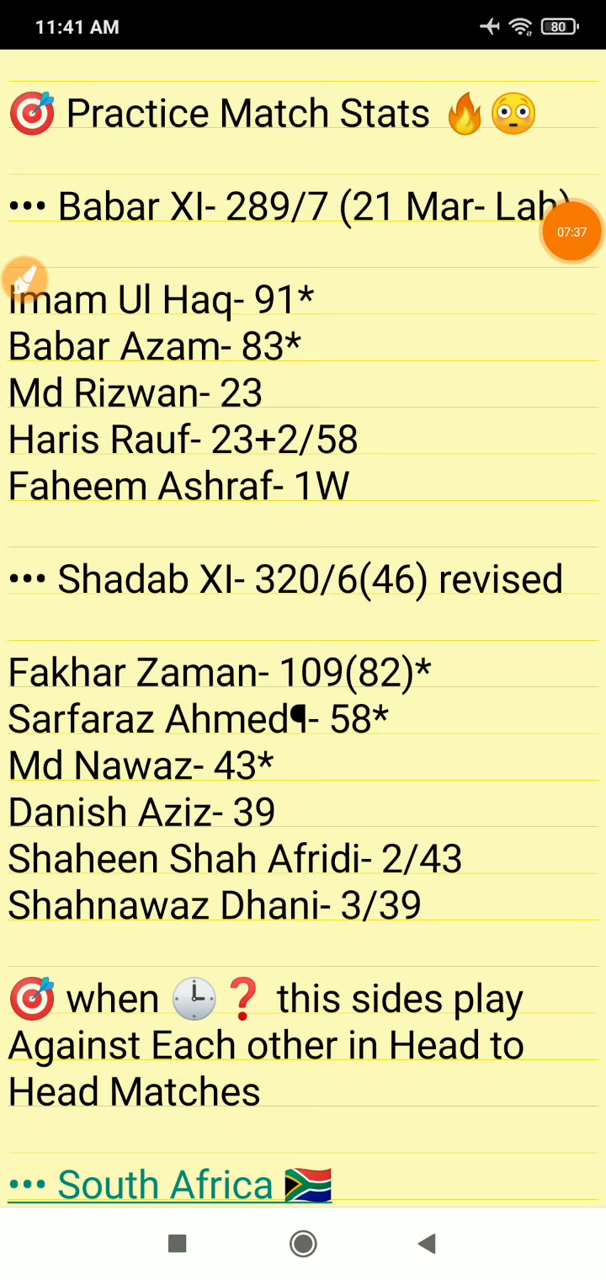 11:41 AM
80
🎯 Practice Match Stats 🔥😳
••• Babar XI- 289/7 (21 Mar- Lah)
07:37
Imam Ul Haq- 91*
Babar Azam- 83*
Md Rizwan- 23
Haris Rauf- 23+2/58
Faheem Ashraf- 1W
••• Shadab XI- 320/6(46) revised
Fakhar Zaman- 109(82)*
Sarfaraz Ahmed¶- 58*
Md Nawaz- 43*
Danish Aziz- 39
Shaheen Shah Afridi- 2/43
Shahnawaz Dhani- 3/39
🎯 when 🕒❓ this sides play
Against Each other in Head to
Head Matches
••• South Africa 🇿🇦